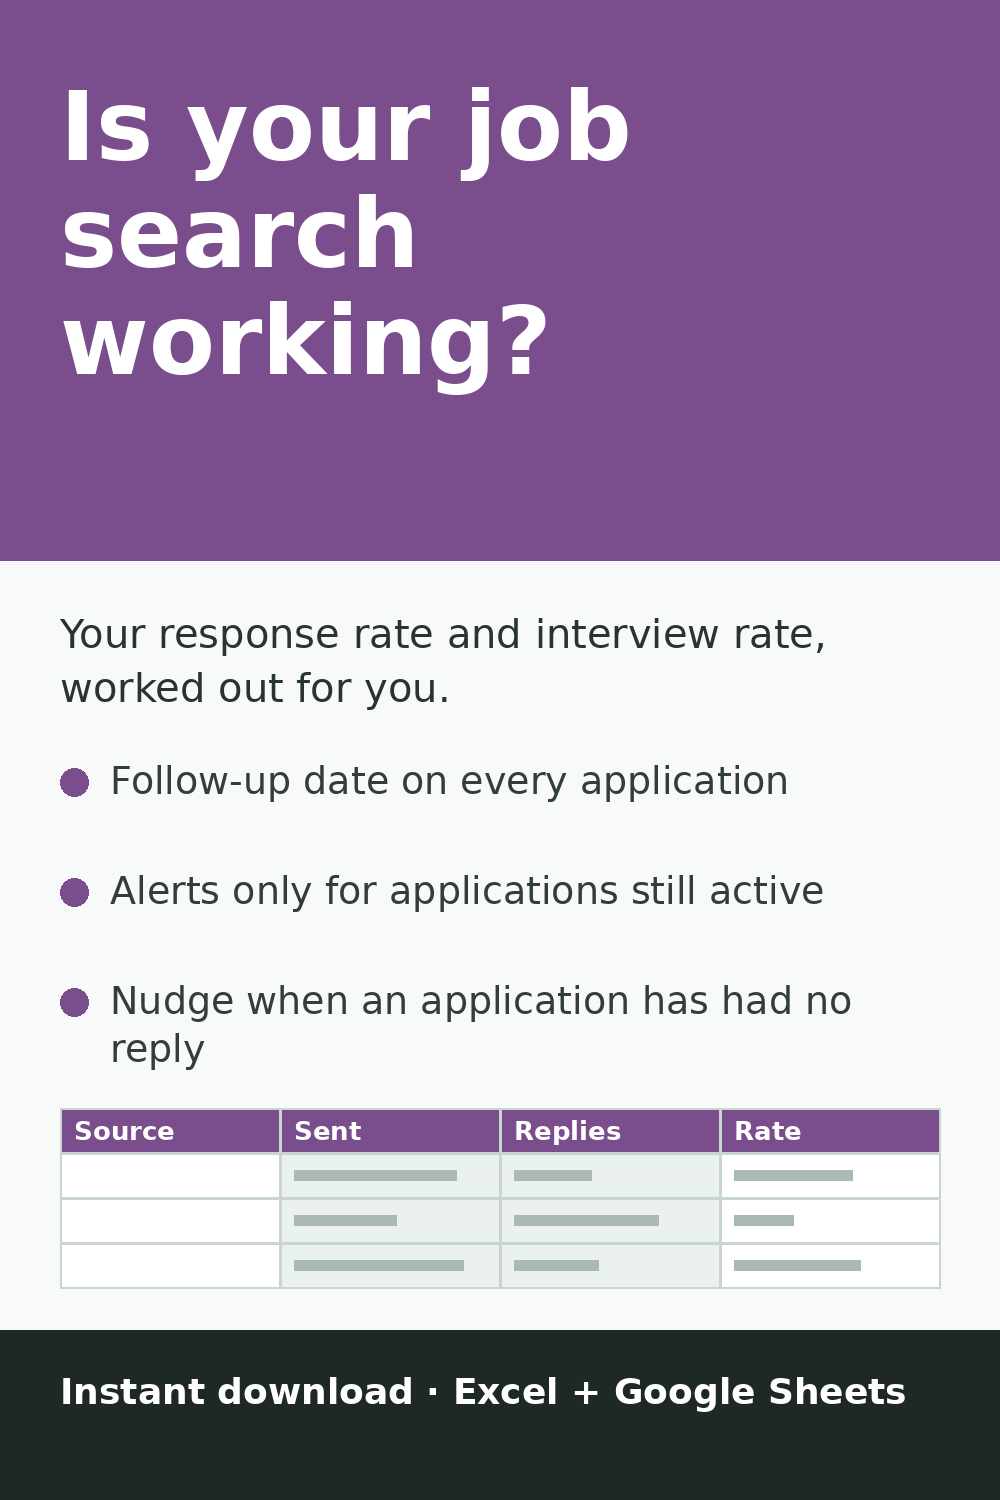 Is your job
search
working?
Your response rate and interview rate,
worked out for you.
Follow-up date on every application
Alerts only for applications still active
Nudge when an application has had no
reply
Source Sent Replies Rate
Instant download · Excel + Google Sheets